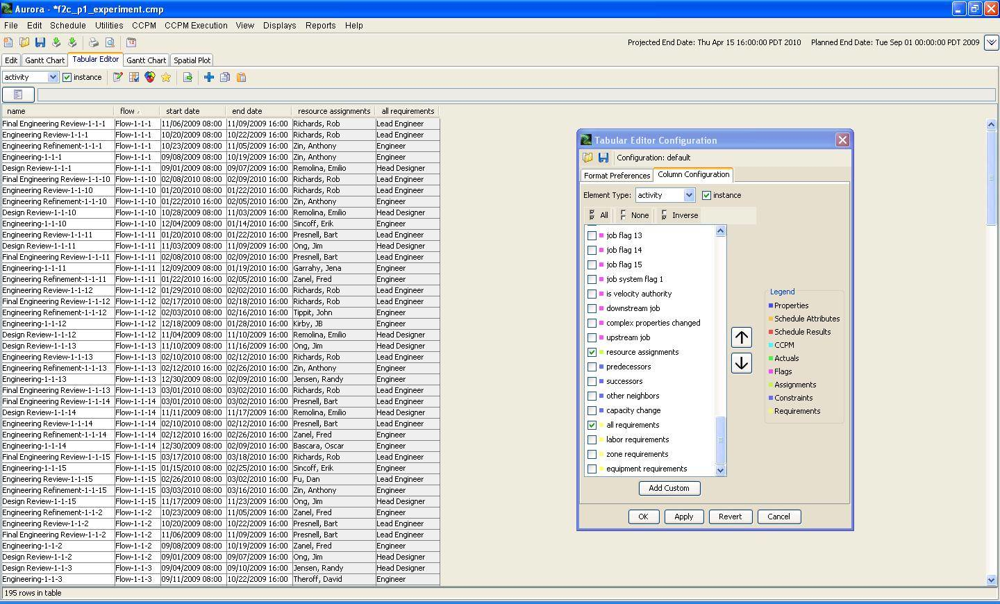 Aurora - *f2c_p1_experiment.cmp
File Edit Schedule Utilities CCPM CCPM Execution View Displays Reports Help
Projected End Date: Thu Apr 15 16:00:00 PDT 2010 Planned End Date: Tue Sep 01 00:00:00 PDT 2009
Edit Gantt Chart Tabular Editor Gantt Chart Spatial Plot
activity instance
name flow start date end date resource assignments all requirements
Final Engineering Review-1-1-1 Flow-1-1-1 11/06/2009 08:00 11/09/2009 16:00 Richards, Rob Lead Engineer
Engineering Review-1-1-1 Flow-1-1-1 10/20/2009 08:00 10/22/2009 16:00 Richards, Rob Lead Engineer
Engineering Refinement-1-1-1 Flow-1-1-1 10/23/2009 08:00 11/05/2009 16:00 Zin, Anthony Engineer
Engineering-1-1-1 Flow-1-1-1 09/08/2009 08:00 10/19/2009 16:00 Zin, Anthony Engineer
Design Review-1-1-1 Flow-1-1-1 09/01/2009 08:00 09/07/2009 16:00 Remolina, Emilio Head Designer
Final Engineering Review-1-1-10 Flow-1-1-10 02/08/2010 08:00 02/09/2010 16:00 Richards, Rob Lead Engineer
Engineering Review-1-1-10 Flow-1-1-10 01/20/2010 08:00 01/22/2010 16:00 Richards, Rob Lead Engineer
Engineering Refinement-1-1-10 Flow-1-1-10 01/22/2010 16:00 02/05/2010 16:00 Zin, Anthony Engineer
Design Review-1-1-10 Flow-1-1-10 10/28/2009 08:00 11/03/2009 16:00 Remolina, Emilio Head Designer
Engineering-1-1-10 Flow-1-1-10 12/04/2009 08:00 01/14/2010 16:00 Sincoff, Erik Engineer
Engineering Review-1-1-11 Flow-1-1-11 01/20/2010 08:00 01/22/2010 16:00 Presnell, Bart Lead Engineer
Design Review-1-1-11 Flow-1-1-11 11/03/2009 08:00 11/09/2009 16:00 Ong, Jim Head Designer
Final Engineering Review-1-1-11 Flow-1-1-11 02/08/2010 08:00 02/09/2010 16:00 Presnell, Bart Lead Engineer
Engineering-1-1-11 Flow-1-1-11 12/09/2009 08:00 01/19/2010 16:00 Garrahy, Jena Engineer
Engineering Refinement-1-1-11 Flow-1-1-11 01/22/2010 16:00 02/05/2010 16:00 Zanel, Fred Engineer
Engineering Review-1-1-12 Flow-1-1-12 01/29/2010 08:00 02/02/2010 16:00 Richards, Rob Lead Engineer
Final Engineering Review-1-1-12 Flow-1-1-12 02/17/2010 08:00 02/18/2010 16:00 Richards, Rob Lead Engineer
Engineering Refinement-1-1-12 Flow-1-1-12 02/03/2010 08:00 02/16/2010 16:00 Tippit, John Engineer
Engineering-1-1-12 Flow-1-1-12 12/18/2009 08:00 01/28/2010 16:00 Kirby, JB Engineer
Design Review-1-1-12 Flow-1-1-12 11/04/2009 08:00 11/10/2009 16:00 Remolina, Emilio Head Designer
Design Review-1-1-13 Flow-1-1-13 11/10/2009 08:00 11/16/2009 16:00 Ong, Jim Head Designer
Engineering Review-1-1-13 Flow-1-1-13 02/10/2010 08:00 02/12/2010 16:00 Richards, Rob Lead Engineer
Engineering Refinement-1-1-13 Flow-1-1-13 02/12/2010 16:00 02/26/2010 16:00 Zin, Anthony Engineer
Engineering-1-1-13 Flow-1-1-13 12/30/2009 08:00 02/09/2010 16:00 Jensen, Randy Engineer
Final Engineering Review-1-1-13 Flow-1-1-13 03/01/2010 08:00 03/02/2010 16:00 Richards, Rob Lead Engineer
Final Engineering Review-1-1-14 Flow-1-1-14 03/01/2010 08:00 03/02/2010 16:00 Presnell, Bart Lead Engineer
Design Review-1-1-14 Flow-1-1-14 11/11/2009 08:00 11/17/2009 16:00 Remolina, Emilio Head Designer
Engineering Review-1-1-14 Flow-1-1-14 02/10/2010 08:00 02/12/2010 16:00 Presnell, Bart Lead Engineer
Engineering Refinement-1-1-14 Flow-1-1-14 02/12/2010 16:00 02/26/2010 16:00 Zanel, Fred Engineer
Engineering-1-1-14 Flow-1-1-14 12/30/2009 08:00 02/09/2010 16:00 Bascara, Oscar Engineer
Final Engineering Review-1-1-15 Flow-1-1-15 03/17/2010 08:00 03/18/2010 16:00 Richards, Rob Lead Engineer
Engineering-1-1-15 Flow-1-1-15 01/15/2010 08:00 02/25/2010 16:00 Sincoff, Erik Engineer
Engineering Review-1-1-15 Flow-1-1-15 02/26/2010 08:00 03/02/2010 16:00 Fu, Dan Lead Engineer
Engineering Refinement-1-1-15 Flow-1-1-15 03/03/2010 08:00 03/16/2010 16:00 Zin, Anthony Engineer
Design Review-1-1-15 Flow-1-1-15 11/17/2009 08:00 11/23/2009 16:00 Ong, Jim Head Designer
Engineering Refinement-1-1-2 Flow-1-1-2 10/23/2009 08:00 11/05/2009 16:00 Zanel, Fred Engineer
Engineering Review-1-1-2 Flow-1-1-2 10/20/2009 08:00 10/22/2009 16:00 Presnell, Bart Lead Engineer
Final Engineering Review-1-1-2 Flow-1-1-2 11/06/2009 08:00 11/09/2009 16:00 Presnell, Bart Lead Engineer
Engineering-1-1-2 Flow-1-1-2 09/08/2009 08:00 10/19/2009 16:00 Zanel, Fred Engineer
Design Review-1-1-2 Flow-1-1-2 09/01/2009 08:00 09/07/2009 16:00 Ong, Jim Head Designer
Design Review-1-1-3 Flow-1-1-3 09/04/2009 08:00 09/10/2009 16:00 Jensen, Randy Head Designer
Engineering-1-1-3 Flow-1-1-3 09/11/2009 08:00 10/22/2009 16:00 Theroff, David Engineer
195 rows in table
Tabular Editor Configuration
Configuration: default
Format Preferences Column Configuration
Element Type: activity instance
All None Inverse
job flag 13
job flag 14
job flag 15
job system flag 1
is velocity authority
downstream job
complex properties changed
upstream job
resource assignments
predecessors
successors
other neighbors
capacity change
all requirements
labor requirements
zone requirements
equipment requirements
Legend
Properties
Schedule Attributes
Schedule Results
CCPM
Actuals
Flags
Assignments
Constraints
Requirements
Add Custom
OK Apply Revert Cancel